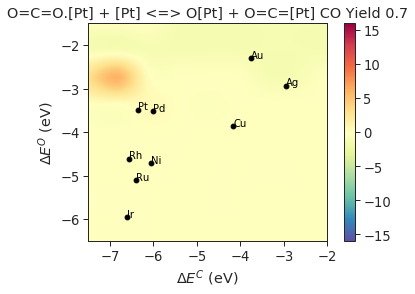 O=C=O.[Pt] + [Pt] <=> O[Pt] + O=C=[Pt] CO Yield 0.7
ΔE^O (eV)
−2
−3
−4
−5
−6
Au
Ag
Pt
Pd
Cu
Rh
Ni
Ru
Ir
−7
−6
−5
−4
−3
−2
ΔE^C (eV)
15
10
5
0
−5
−10
−15